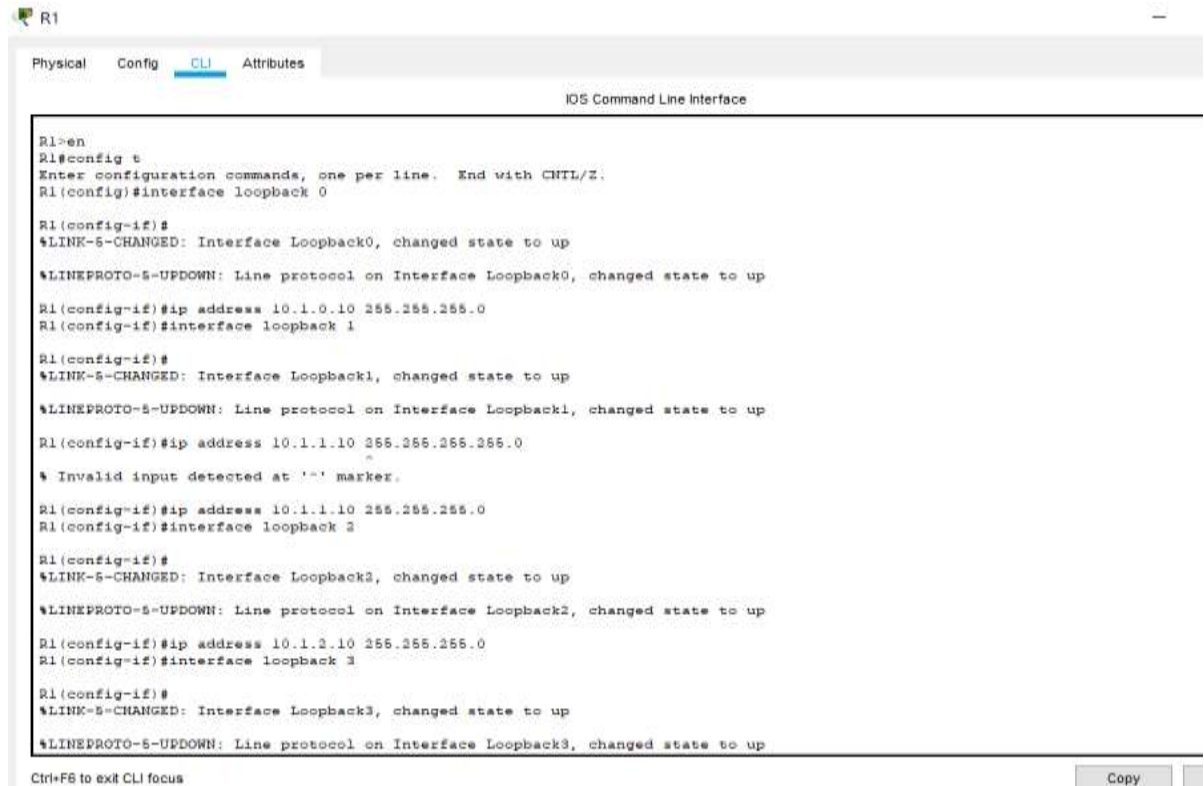 R1
Physical Config CLI Attributes
IOS Command Line Interface
R1>en
R1#config t
Enter configuration commands, one per line. End with CNTL/Z.
R1(config)#interface loopback 0
R1(config-if)#
%LINK-5-CHANGED: Interface Loopback0, changed state to up
%LINEPROTO-5-UPDOWN: Line protocol on Interface Loopback0, changed state to up
R1(config-if)#ip address 10.1.0.10 255.255.255.0
R1(config-if)#interface loopback 1
R1(config-if)#
%LINK-5-CHANGED: Interface Loopback1, changed state to up
%LINEPROTO-5-UPDOWN: Line protocol on Interface Loopback1, changed state to up
R1(config-if)#ip address 10.1.1.10 255.255.255.255.0
^
% Invalid input detected at '^' marker.
R1(config-if)#ip address 10.1.1.10 255.255.255.0
R1(config-if)#interface loopback 2
R1(config-if)#
%LINK-5-CHANGED: Interface Loopback2, changed state to up
%LINEPROTO-5-UPDOWN: Line protocol on Interface Loopback2, changed state to up
R1(config-if)#ip address 10.1.2.10 255.255.255.0
R1(config-if)#interface loopback 3
R1(config-if)#
%LINK-5-CHANGED: Interface Loopback3, changed state to up
%LINEPROTO-5-UPDOWN: Line protocol on Interface Loopback3, changed state to up
Ctrl+F6 to exit CLI focus
Copy